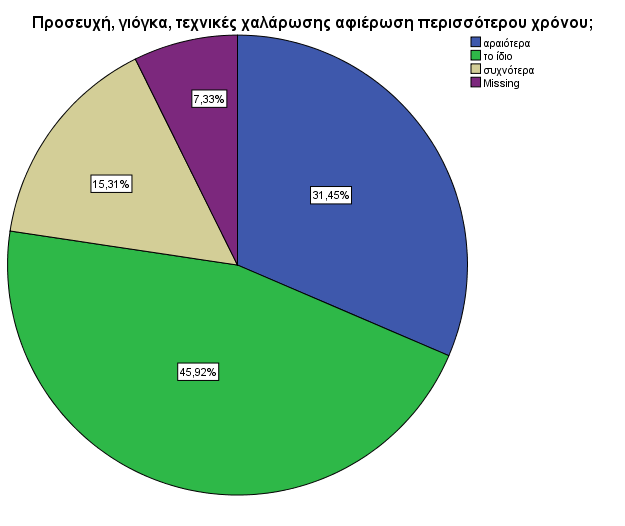 Προσευχή, γιόγκα, τεχνικές χαλάρωσης αφιέρωση περισσότερου χρόνου;
αραιότερα
το ίδιο
συχνότερα
Missing
7,33%
15,31%
31,45%
45,92%